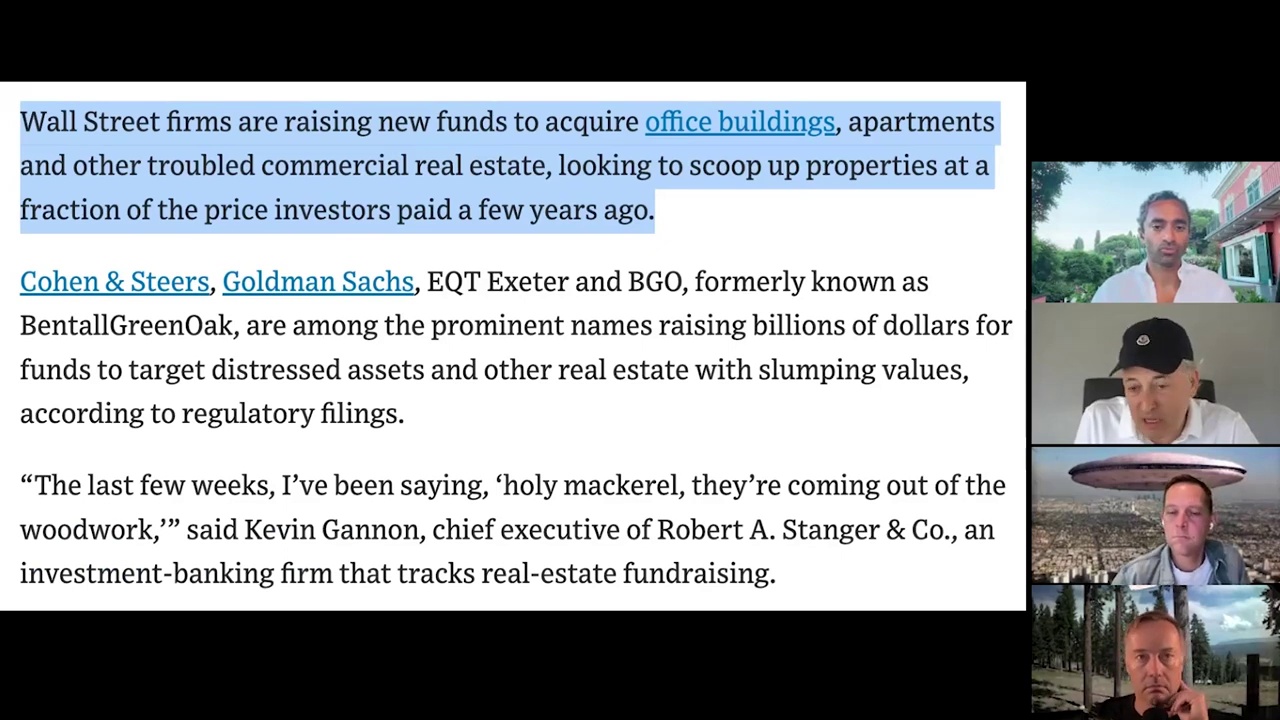 Wall Street firms are raising new funds to acquire office buildings, apartments
and other troubled commercial real estate, looking to scoop up properties at a
fraction of the price investors paid a few years ago.
Cohen & Steers, Goldman Sachs, EQT Exeter and BGO, formerly known as
BentallGreenOak, are among the prominent names raising billions of dollars for
funds to target distressed assets and other real estate with slumping values,
according to regulatory filings.
“The last few weeks, I’ve been saying, ‘holy mackerel, they’re coming out of the
woodwork,’” said Kevin Gannon, chief executive of Robert A. Stanger & Co., an
investment-banking firm that tracks real-estate fundraising.